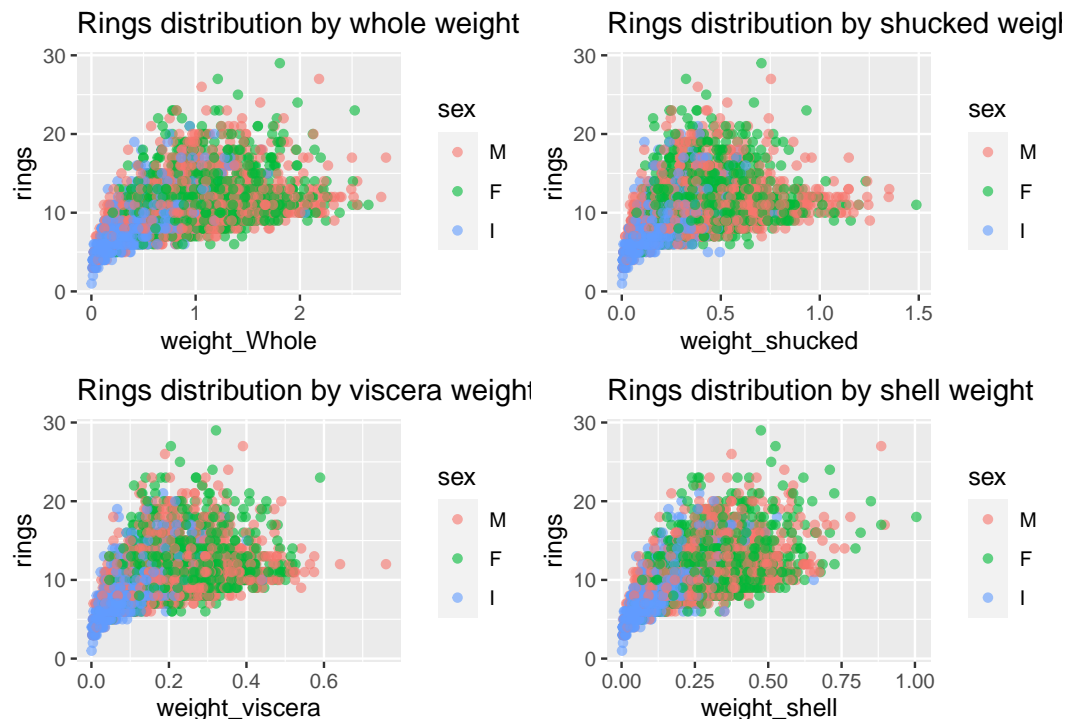 Rings distribution by whole weight
30
20
10
0
rings
0
1
2
weight_Whole
sex
M
F
I
Rings distribution by shucked weigl
30
20
10
0
rings
0.0
0.5
1.0
1.5
weight_shucked
sex
M
F
I
Rings distribution by viscera weight
30
20
10
0
rings
0.0
0.2
0.4
0.6
weight_viscera
sex
M
F
I
Rings distribution by shell weight
30
20
10
0
rings
0.00
0.25
0.50
0.75
1.00
weight_shell
sex
M
F
I